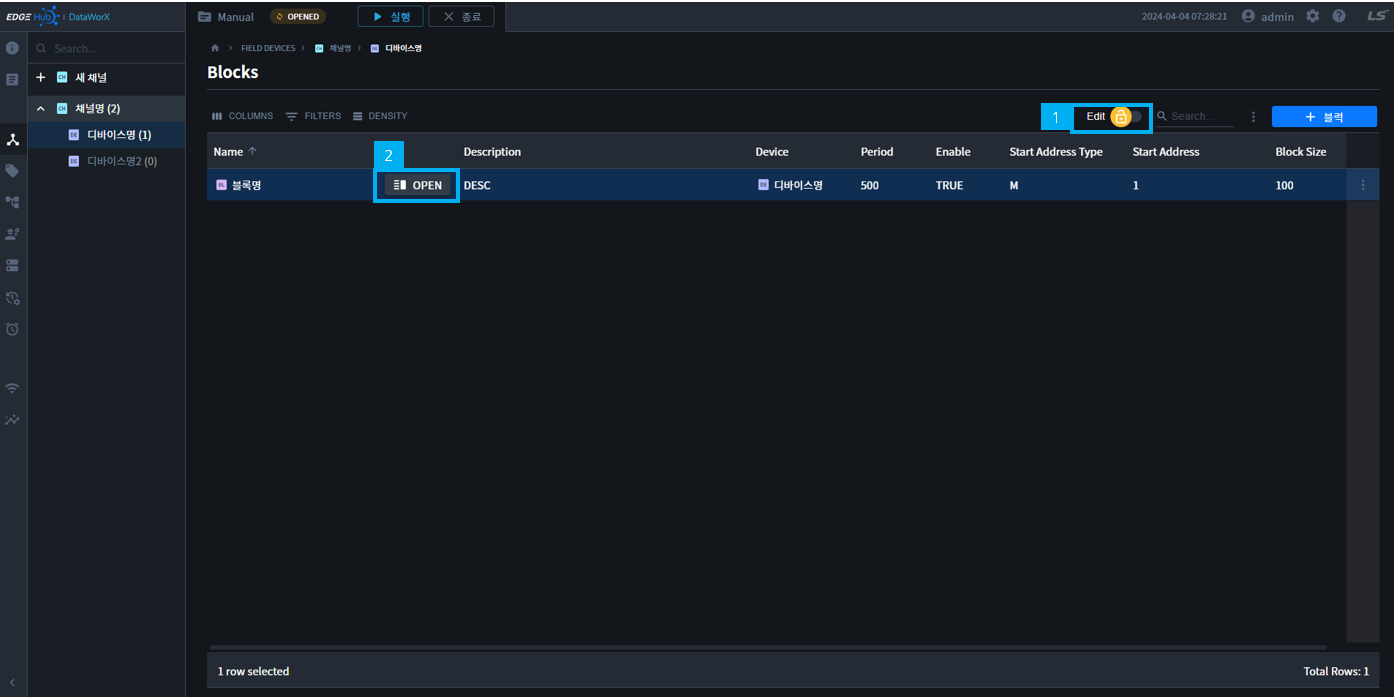 EDGE Hub | DataWorX
Manual
OPENED
실행
종료
2024-04-04 07:28:21
admin
LS
Search...
FIELD DEVICES
CH 채널명
DE 디바이스명
새 채널
CH
채널명 (2)
CH
디바이스명 (1)
DE
디바이스명2 (0)
DE
Blocks
COLUMNS
FILTERS
DENSITY
1
Edit
Search...
블럭
Name
Description
Device
Period
Enable
Start Address Type
Start Address
Block Size
2
BL 블록명
OPEN
DESC
DE 디바이스명
500
TRUE
M
1
100
1 row selected
Total Rows: 1